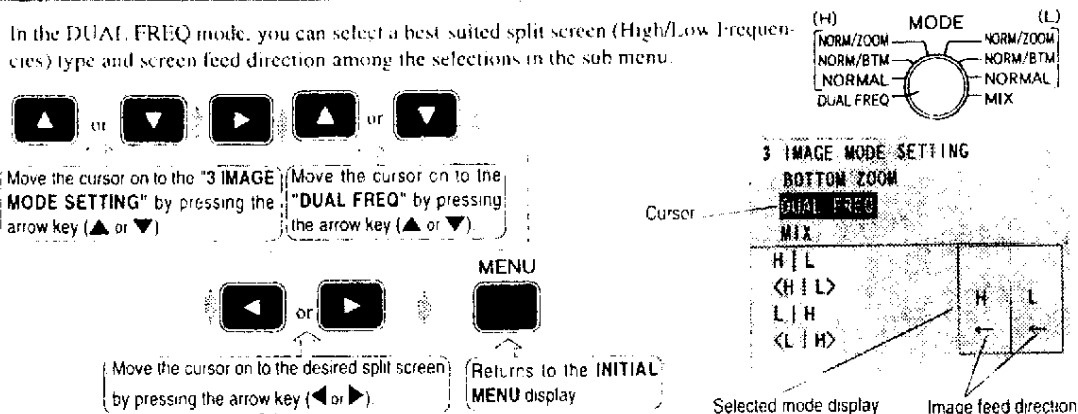 In the DUAL FREQ mode, you can select a best suited split screen (High/Low Frequen-
cies) type and screen feed direction among the selections in the sub menu.
▲ or ▼ ▶ ▲ or ▼
Move the cursor on to the "3 IMAGE
MODE SETTING" by pressing the
arrow key (▲ or ▼)
Move the cursor on to the
"DUAL FREQ" by pressing
the arrow key (▲ or ▼).
MENU
◀ or ▶
Move the cursor on to the desired split screen
by pressing the arrow key (◀ or ▶).
Returns to the INITIAL
MENU display
(H) MODE (L)
NORM/ZOOM NORM/ZOOM
NORM/BTM NORM/BTM
NORMAL NORMAL
DUAL FREQ MIX
3 IMAGE MODE SETTING
BOTTOM ZOOM
Cursor DUAL FREQ
MIX
H | L
<H | L>
L | H
<L | H>
H L
← ←
Selected mode display Image feed direction